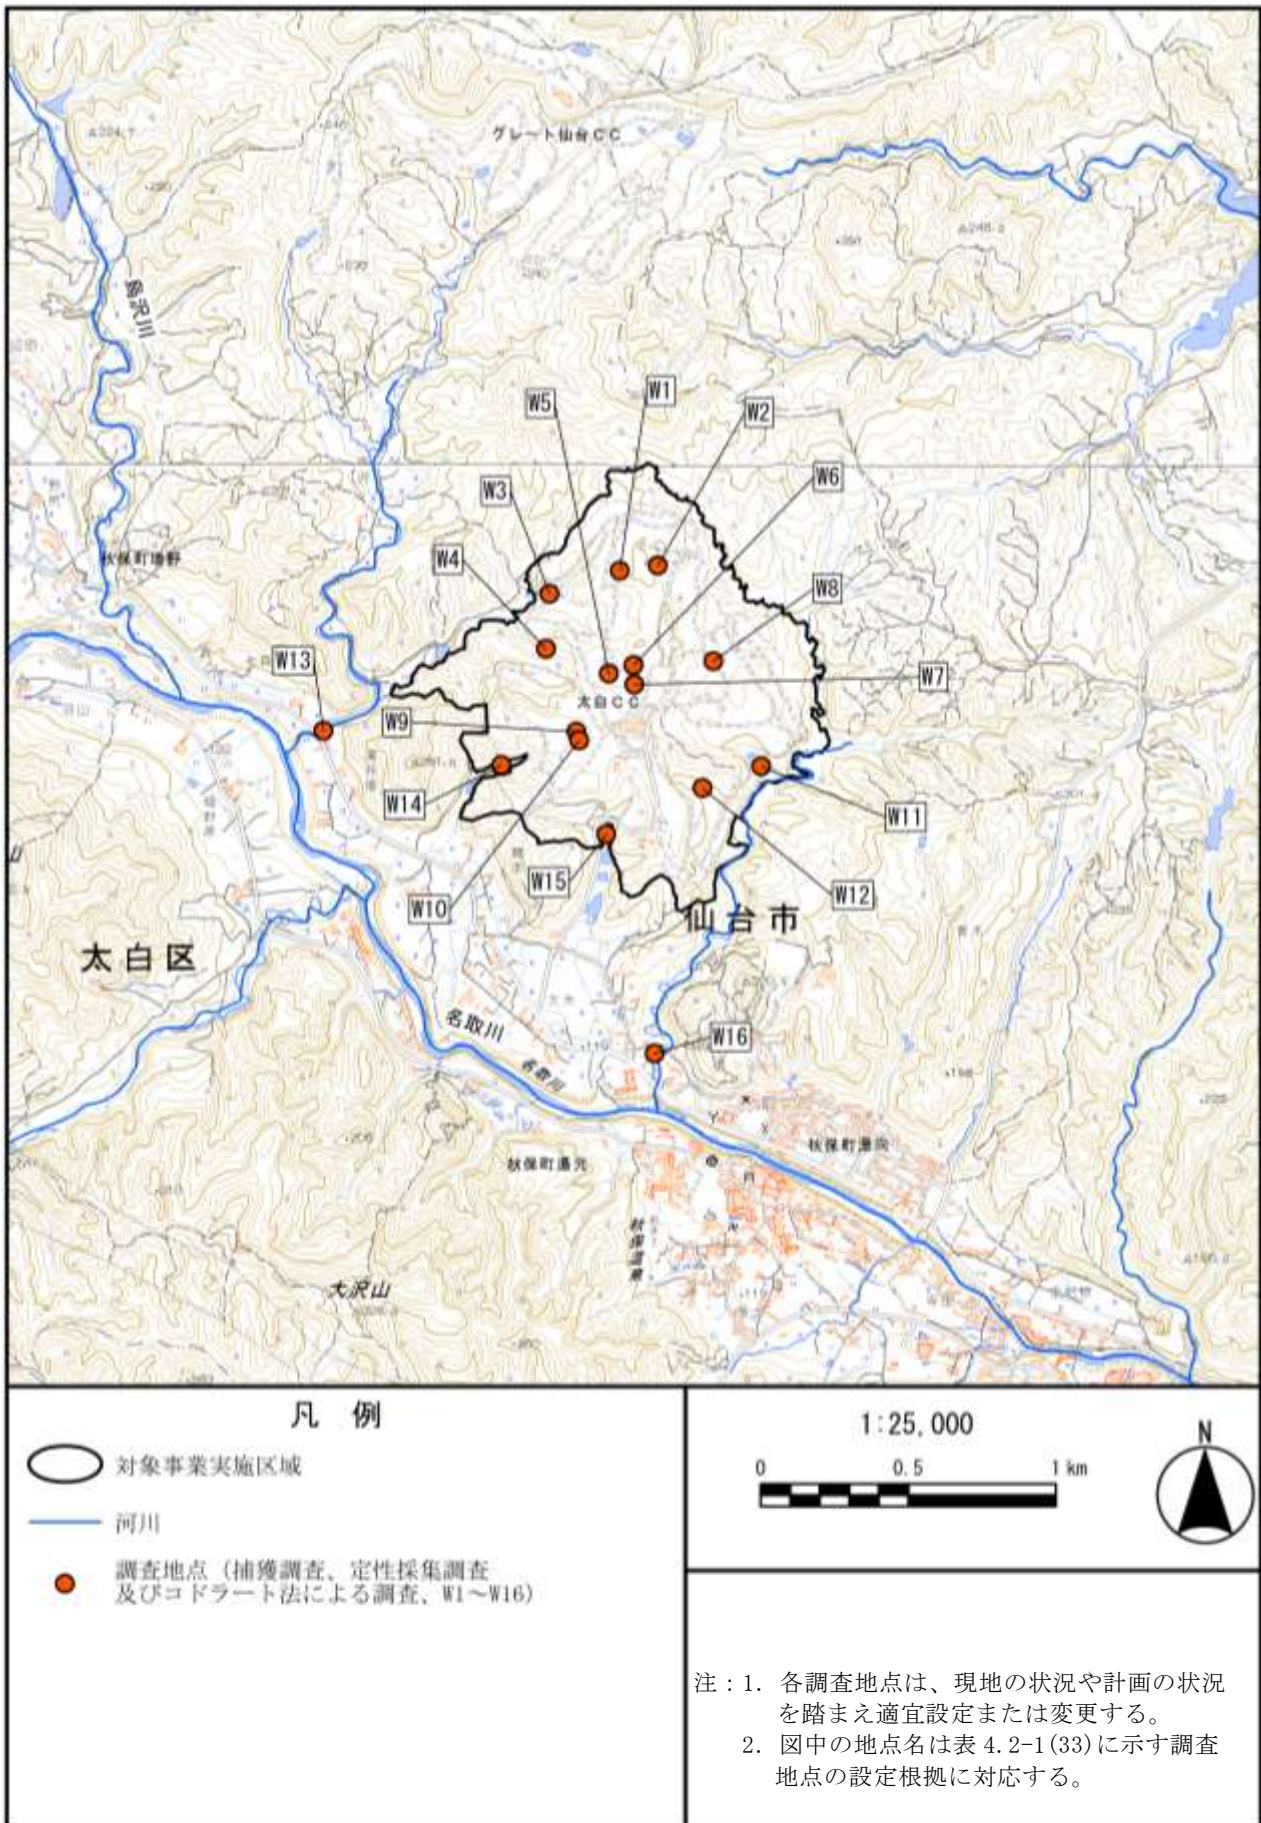 グレート仙台CC
W1
W5
W2
W3
W6
W4
W8
W13
W7
太白CC
W9
W14
W11
W15
W12
W10
仙台市
太白区
名取川
名取川
W16
秋保町湯元
秋保温泉
大沢山
凡 例
対象事業実施区域
河川
調査地点（捕獲調査、定性採集調査
及びコドラート法による調査、W1～W16）
1:25,000
0 0.5 1 km
N
注：1. 各調査地点は、現地の状況や計画の状況
を踏まえ適宜設定または変更する。
2. 図中の地点名は表 4.2-1(33)に示す調査
地点の設定根拠に対応する。